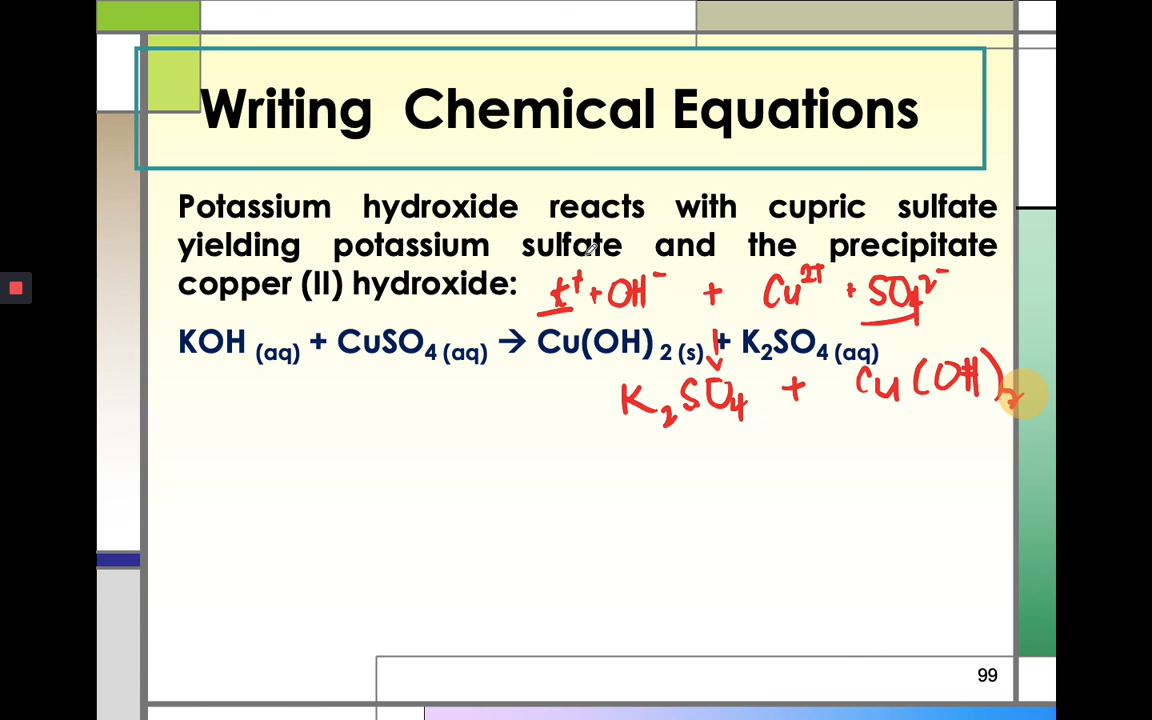 Writing Chemical Equations
Potassium hydroxide reacts with cupric sulfate
yielding potassium sulfate and the precipitate
copper (II) hydroxide:
K⁺ + OH⁻ + Cu²⁺ + SO₄²⁻
KOH (aq) + CuSO₄ (aq) → Cu(OH) ₂ (s) + K₂SO₄ (aq)
K₂SO₄ + Cu(OH)₂
99